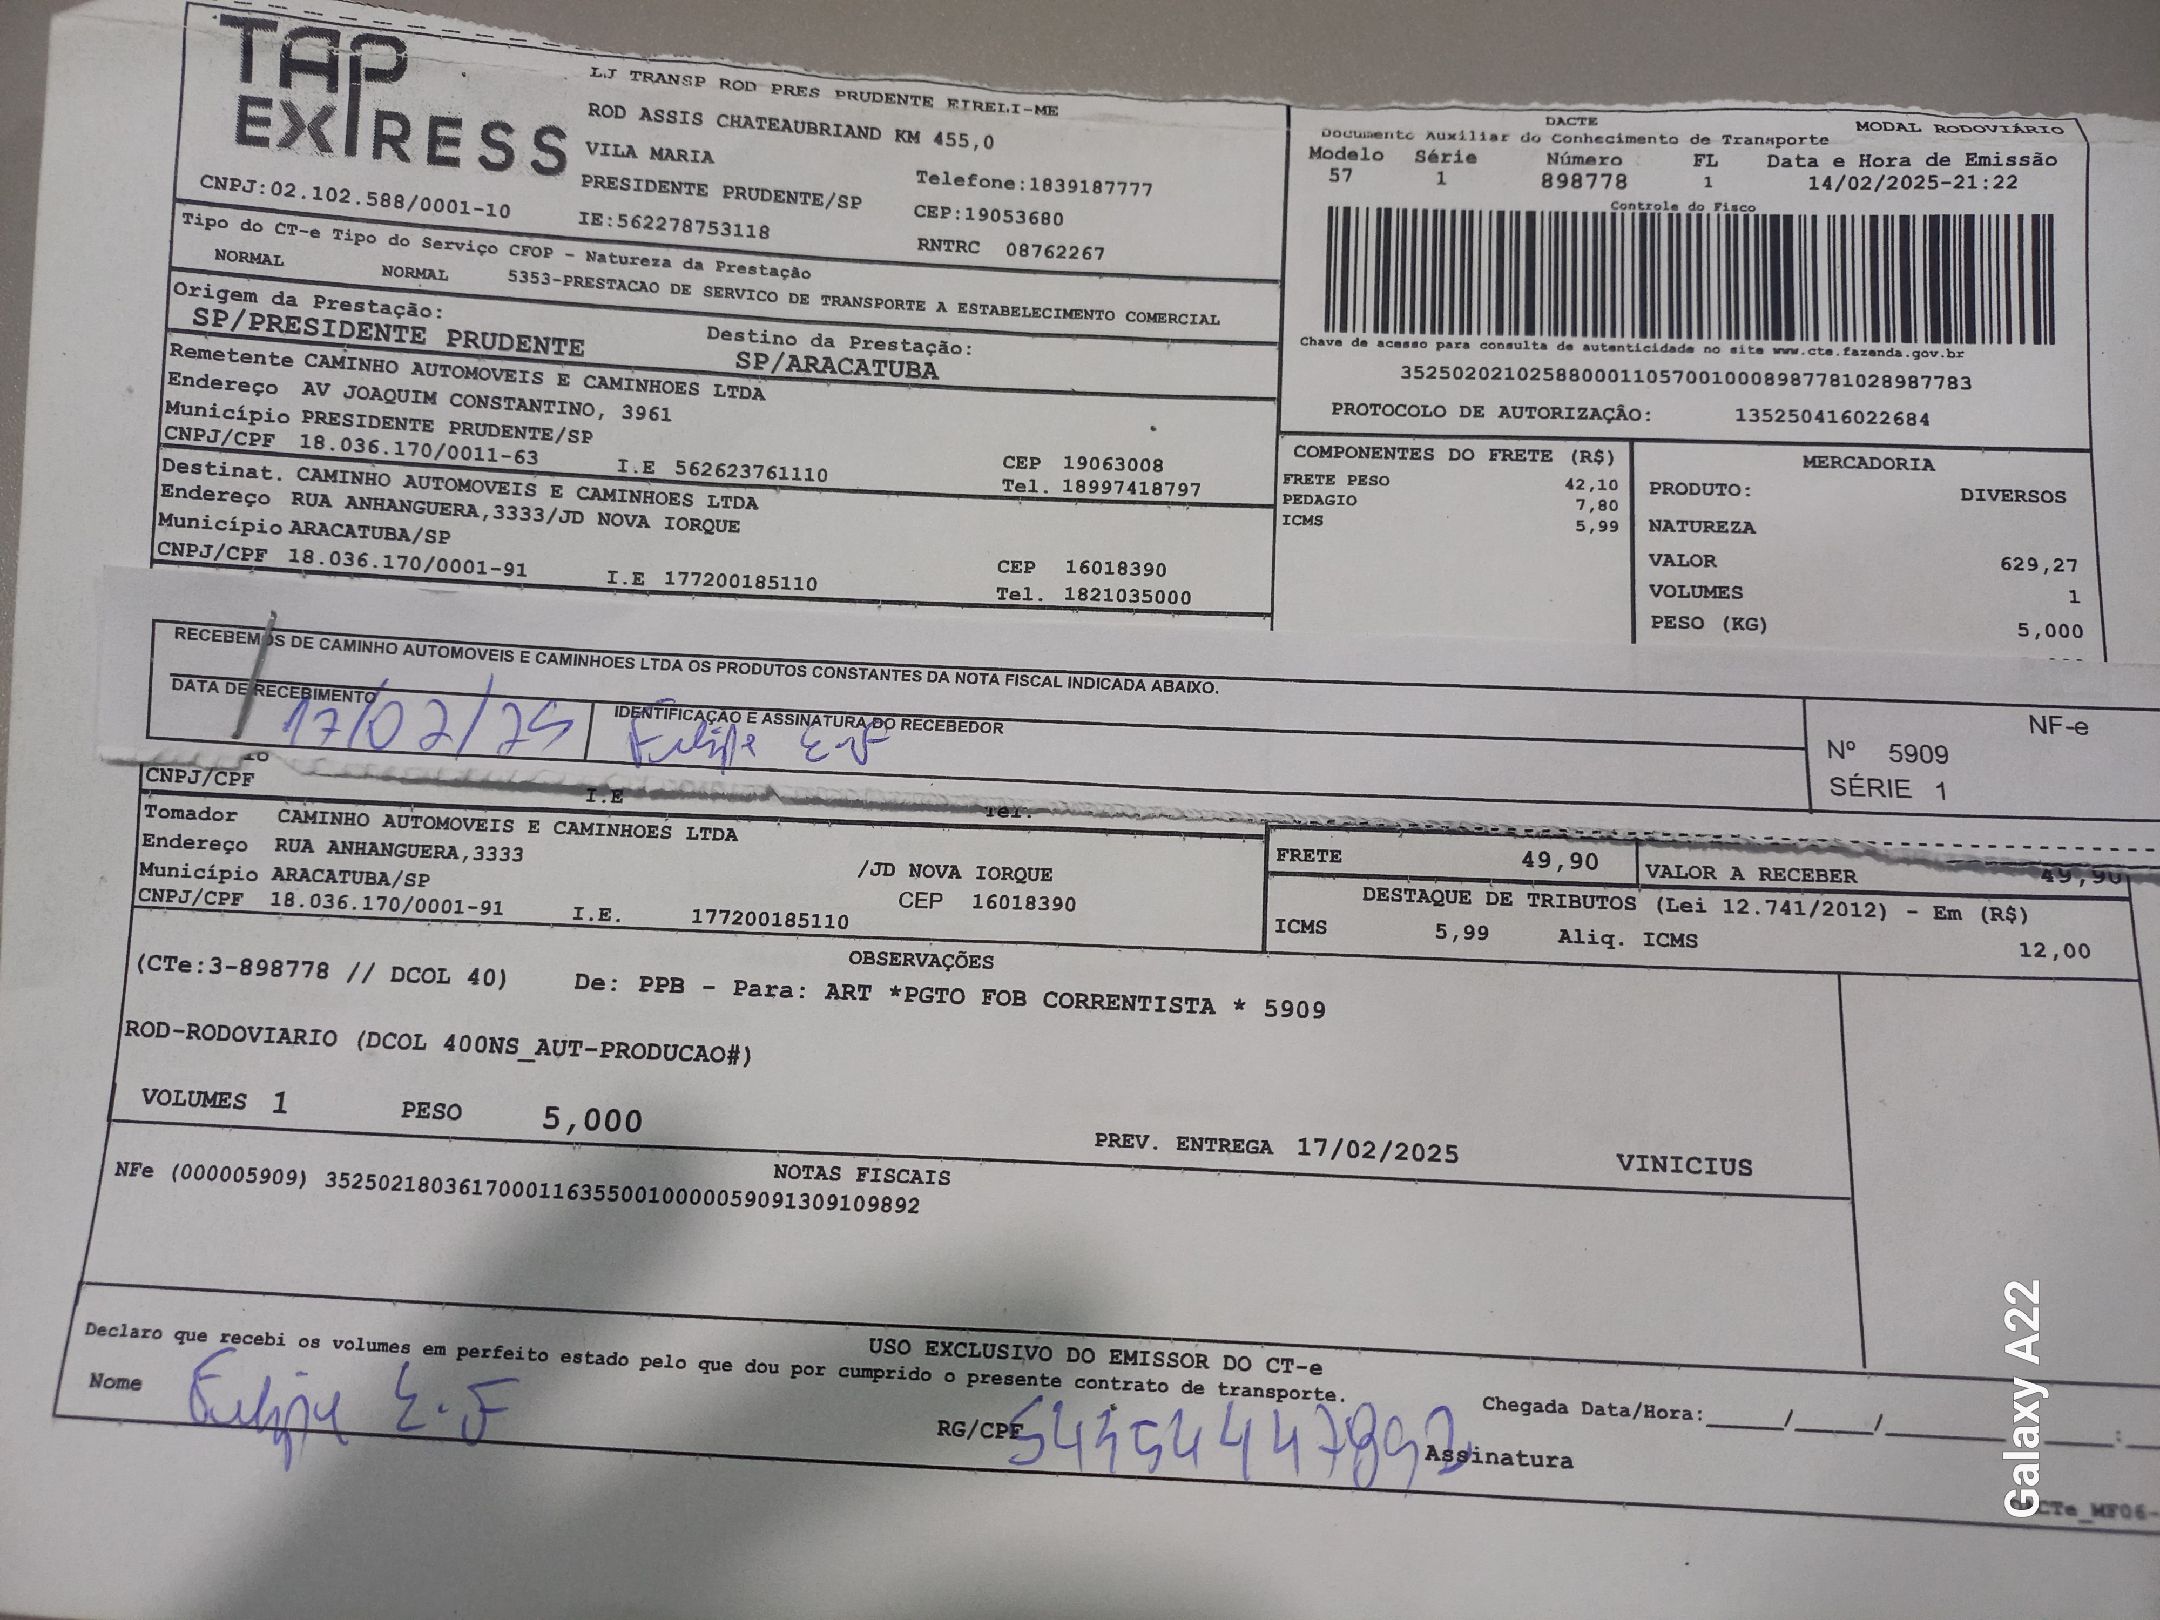 TAP EXPRESS
LJ TRANSP ROD PRES PRUDENTE EIRELI-ME
ROD ASSIS CHATEAUBRIAND KM 455,0
VILA MARIA
PRESIDENTE PRUDENTE/SP
Telefone:1839187777
CNPJ:02.102.588/0001-10
IE:562278753118
CEP:19053680
RNTRC 08762267
DACTE
MODAL RODOVIÁRIO
Documento Auxiliar do Conhecimento de Transporte
Modelo Série Número FL Data e Hora de Emissão
57 1 898778 1 14/02/2025-21:22
Controle do Fisco
Chave de acesso para consulta de autenticidade no site www.cte.fazenda.gov.br
35250202102588000110570010008987781028987783
PROTOCOLO DE AUTORIZAÇÃO: 135250416022684
Tipo do CT-e Tipo do Serviço CFOP - Natureza da Prestação
NORMAL NORMAL 5353-PRESTACAO DE SERVICO DE TRANSPORTE A ESTABELECIMENTO COMERCIAL
Origem da Prestação: Destino da Prestação:
SP/PRESIDENTE PRUDENTE SP/ARACATUBA
Remetente CAMINHO AUTOMOVEIS E CAMINHOES LTDA
Endereço AV JOAQUIM CONSTANTINO, 3961
Município PRESIDENTE PRUDENTE/SP CEP 19063008
CNPJ/CPF 18.036.170/0011-63 I.E 562623761110 Tel. 18997418797
Destinat. CAMINHO AUTOMOVEIS E CAMINHOES LTDA
Endereço RUA ANHANGUERA,3333/JD NOVA IORQUE
Município ARACATUBA/SP CEP 16018390
CNPJ/CPF 18.036.170/0001-91 I.E 177200185110 Tel. 1821035000
COMPONENTES DO FRETE (R$)
FRETE PESO 42,10
PEDAGIO 7,80
ICMS 5,99
MERCADORIA
PRODUTO: DIVERSOS
NATUREZA
VALOR 629,27
VOLUMES 1
PESO (KG) 5,000
RECEBEMOS DE CAMINHO AUTOMOVEIS E CAMINHOES LTDA OS PRODUTOS CONSTANTES DA NOTA FISCAL INDICADA ABAIXO.
DATA DE RECEBIMENTO IDENTIFICAÇÃO E ASSINATURA DO RECEBEDOR
17/02/25 Felipe E.F
NF-e
Nº 5909
SÉRIE 1
CNPJ/CPF I.E Tel.
Tomador CAMINHO AUTOMOVEIS E CAMINHOES LTDA
Endereço RUA ANHANGUERA,3333 /JD NOVA IORQUE
Município ARACATUBA/SP CEP 16018390
CNPJ/CPF 18.036.170/0001-91 I.E. 177200185110
FRETE 49,90 VALOR A RECEBER 49,90
DESTAQUE DE TRIBUTOS (Lei 12.741/2012) - Em (R$)
ICMS 5,99 Aliq. ICMS 12,00
OBSERVAÇÕES
(CTe:3-898778 // DCOL 40) De: PPB - Para: ART *PGTO FOB CORRENTISTA * 5909
ROD-RODOVIARIO (DCOL 400NS_AUT-PRODUCAO#)
VOLUMES 1 PESO 5,000 PREV. ENTREGA 17/02/2025 VINICIUS
NOTAS FISCAIS
NFe (000005909) 35250218036170001163550010000059091309109892
USO EXCLUSIVO DO EMISSOR DO CT-e
Declaro que recebi os volumes em perfeito estado pelo que dou por cumprido o presente contrato de transporte.
Nome Felipe E.F RG/CPF 54454447892 Assinatura
Chegada Data/Hora:_____/_____/_____ :
Galaxy A22